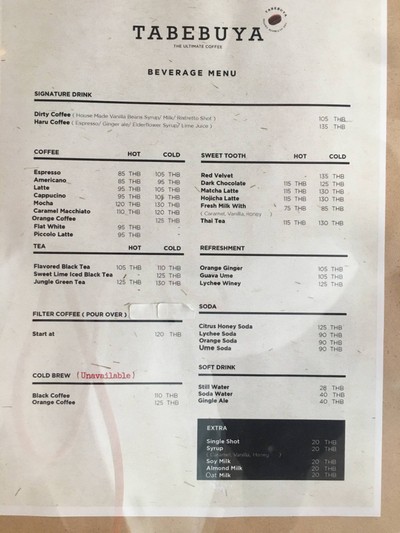 TABEBUYA
THE ULTIMATE COFFEE
TABEBUYA
BEVERAGE MENU
SIGNATURE DRINK
Dirty Coffee ( House Made Vanilla Beans Syrup/ Milk/ Ristretto Shot ) 105 THB
Haru Coffee ( Espresso/ Ginger ale/ Elderflower Syrup/ Lime Juice ) 135 THB
COFFEE HOT COLD
Espresso 85 THB 105 THB
Americano 85 THB 95 THB
Latte 95 THB 105 THB
Cappucino 95 THB 105 THB
Mocha 120 THB 130 THB
Caramel Macchiato 110 THB 120 THB
Orange Coffee 125 THB
Flat White 95 THB
Piccolo Latte 95 THB
TEA HOT COLD
Flavored Black Tea 105 THB 110 THB
Sweet Lime Iced Black Tea 125 THB
Jungle Green Tea 125 THB 130 THB
FILTER COFFEE ( POUR OVER )
Start at 120 THB
COLD BREW (Unavailable)
Black Coffee 110 THB
Orange Coffee 125 THB
SWEET TOOTH HOT COLD
Red Velvet 135 THB
Dark Chocolate 115 THB 125 THB
Matcha Latte 115 THB 130 THB
Hojicha Latte 115 THB 130 THB
Fresh Milk With 75 THB 85 THB
( Caramel, Vanilla, Honey )
Thai Tea 115 THB 130 THB
REFRESHMENT
Orange Ginger 105 THB
Guava Ume 105 THB
Lychee Winey 125 THB
SODA
Citrus Honey Soda 125 THB
Lychee Soda 90 THB
Orange Soda 90 THB
Ume Soda 90 THB
SOFT DRINK
Still Water 28 THB
Soda Water 40 THB
Gingle Ale 40 THB
EXTRA
Single Shot 20 THB
Syrup 20 THB
( Caramel, Vanilla, Honey )
Soy Milk 20 THB
Almond Milk 20 THB
Oat Milk 20 THB